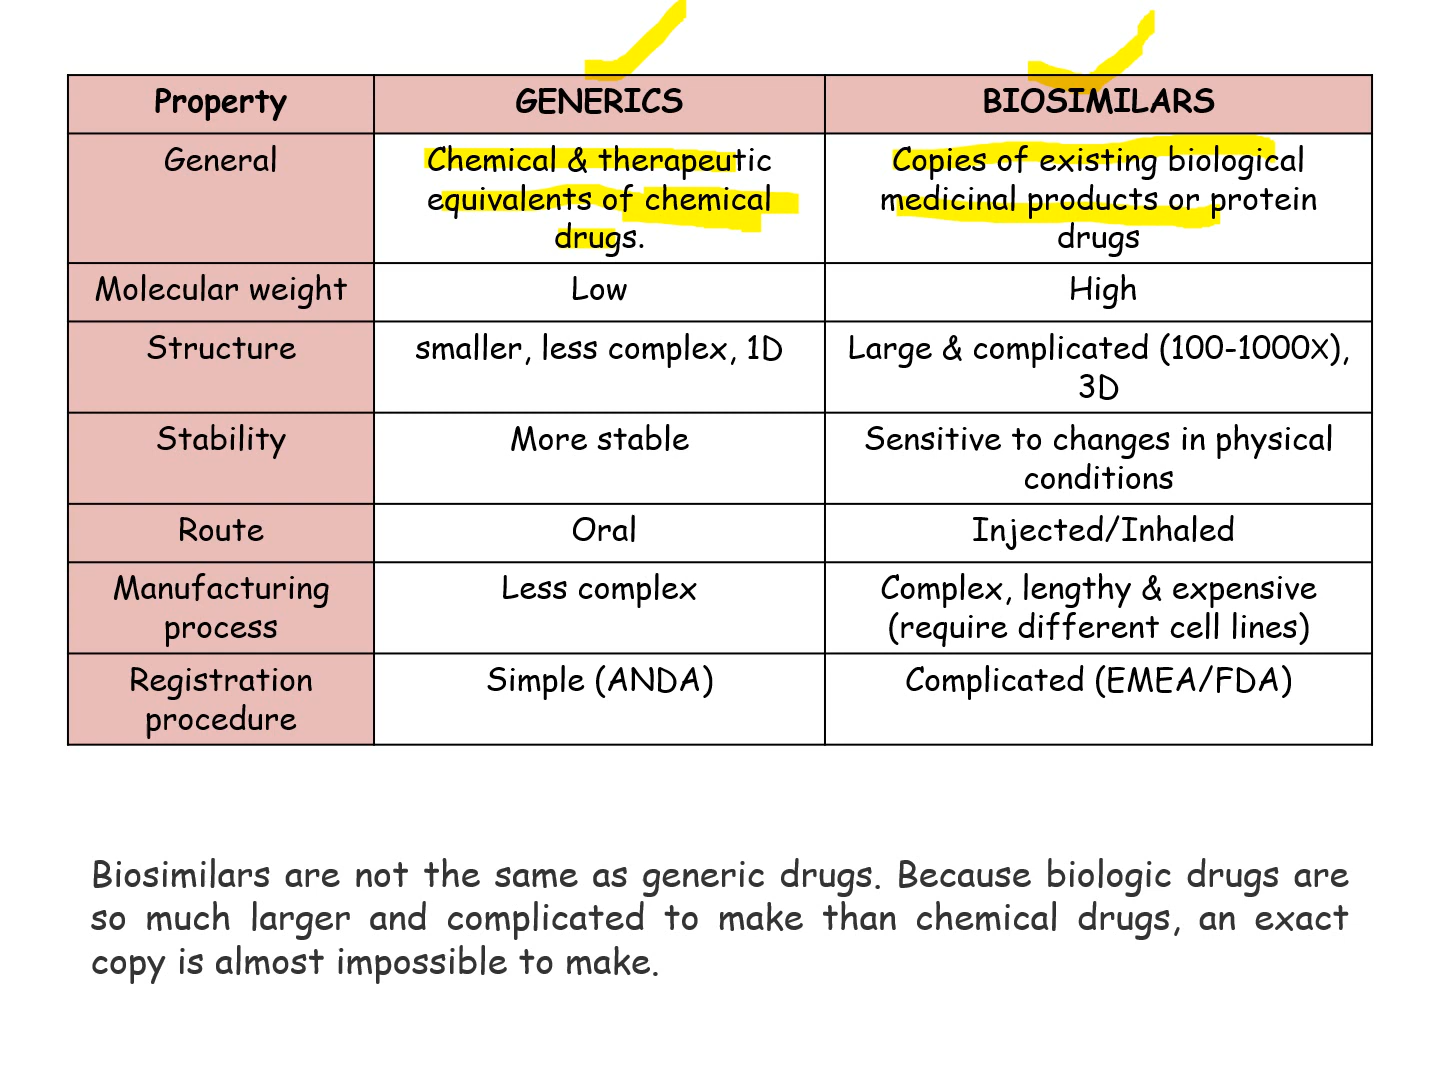 Property GENERICS BIOSIMILARS
General
Chemical & therapeutic
equivalents of chemical
drugs.
Copies of existing biological
medicinal products or protein
drugs
Molecular weight Low High
Structure
smaller, less complex, 1D
Large & complicated (100-1000X),
3D
Stability
More stable
Sensitive to changes in physical
conditions
Route Oral Injected/Inhaled
Manufacturing
process
Less complex
Complex, lengthy & expensive
(require different cell lines)
Registration
procedure
Simple (ANDA)
Complicated (EMEA/FDA)
Biosimilars are not the same as generic drugs. Because biologic drugs are
so much larger and complicated to make than chemical drugs, an exact
copy is almost impossible to make.